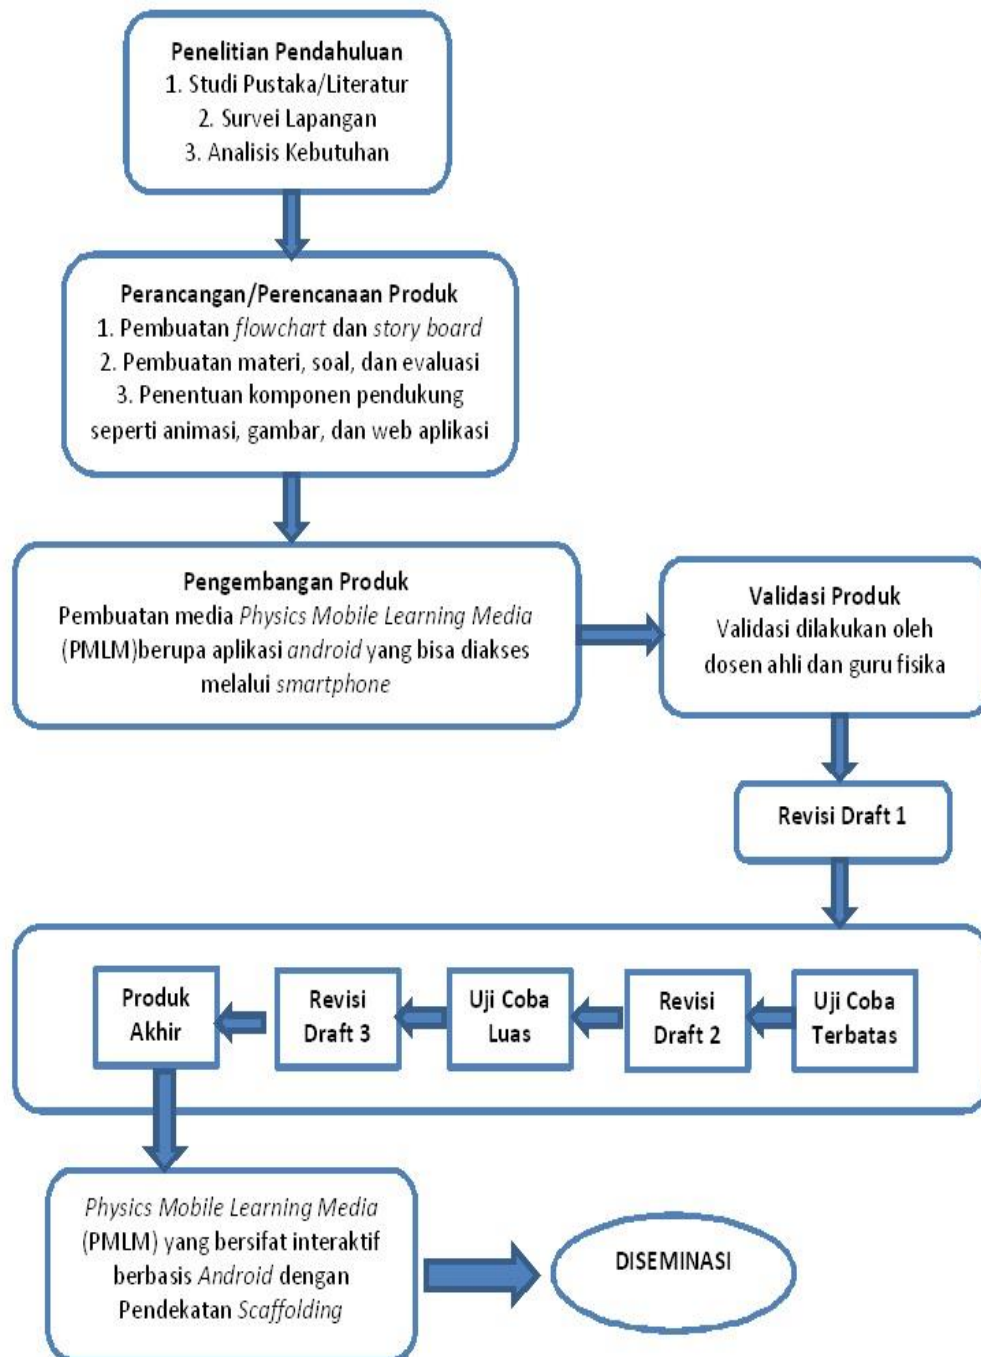 Penelitian Pendahuluan
1. Studi Pustaka/Literatur
2. Survei Lapangan
3. Analisis Kebutuhan
Perancangan/Perencanaan Produk
1. Pembuatan flowchart dan story board
2. Pembuatan materi, soal, dan evaluasi
3. Penentuan komponen pendukung
seperti animasi, gambar, dan web aplikasi
Pengembangan Produk
Pembuatan media Physics Mobile Learning Media
(PMLM)berupa aplikasi android yang bisa diakses
melalui smartphone
Validasi Produk
Validasi dilakukan oleh
dosen ahli dan guru fisika
Revisi Draft 1
Uji Coba
Terbatas
Revisi
Draft 2
Uji Coba
Luas
Revisi
Draft 3
Produk
Akhir
Physics Mobile Learning Media
(PMLM) yang bersifat interaktif
berbasis Android dengan
Pendekatan Scaffolding
DISEMINASI